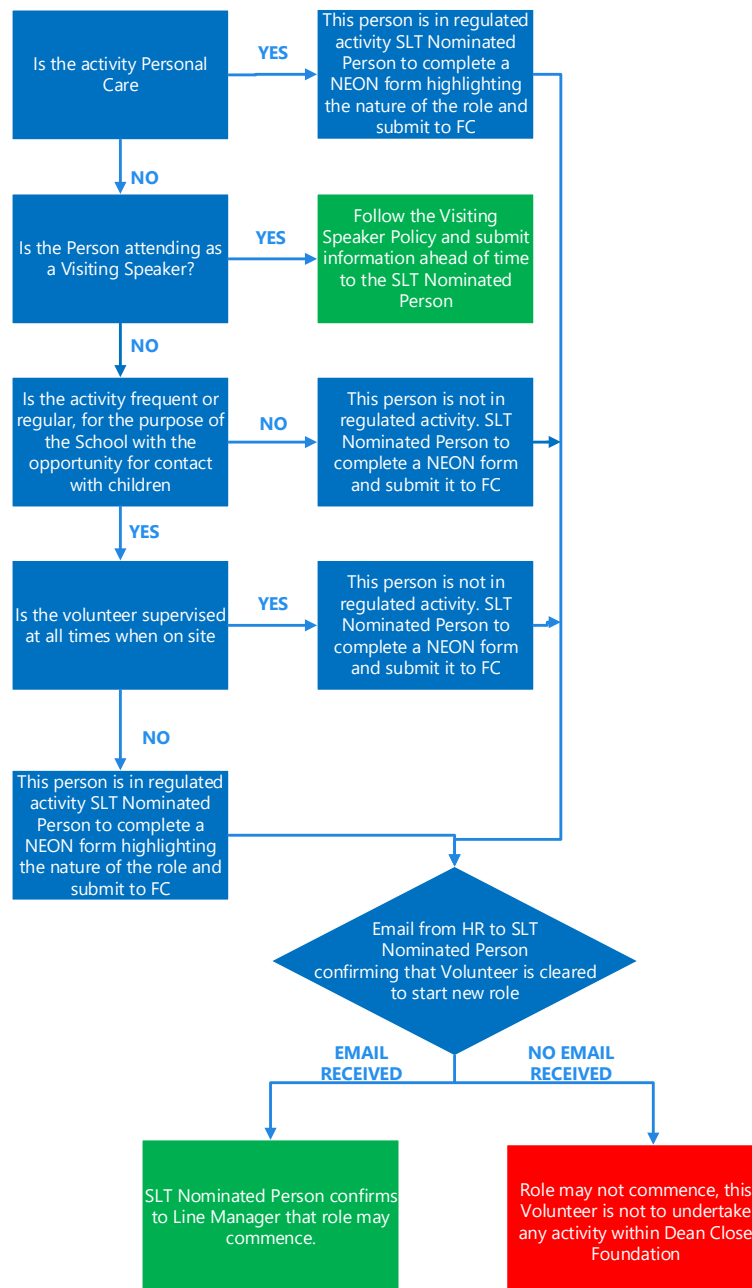 Is the activity Personal
Care
YES
This person is in regulated
activity SLT Nominated
Person to complete a
NEON form highlighting
the nature of the role and
submit to FC
NO
Is the Person attending as
a Visiting Speaker?
YES
Follow the Visiting
Speaker Policy and submit
information ahead of time
to the SLT Nominated
Person
NO
Is the activity frequent or
regular, for the purpose of
the School with the
opportunity for contact
with children
NO
This person is not in
regulated activity. SLT
Nominated Person to
complete a NEON form
and submit it to FC
YES
Is the volunteer supervised
at all times when on site
YES
This person is not in
regulated activity. SLT
Nominated Person to
complete a NEON form
and submit it to FC
NO
This person is in regulated
activity SLT Nominated
Person to complete a
NEON form highlighting
the nature of the role and
submit to FC
Email from HR to SLT
Nominated Person
confirming that Volunteer is cleared
to start new role
EMAIL
RECEIVED
NO EMAIL
RECEIVED
SLT Nominated Person confirms
to Line Manager that role may
commence.
Role may not commence, this
Volunteer is not to undertake
any activity within Dean Close
Foundation